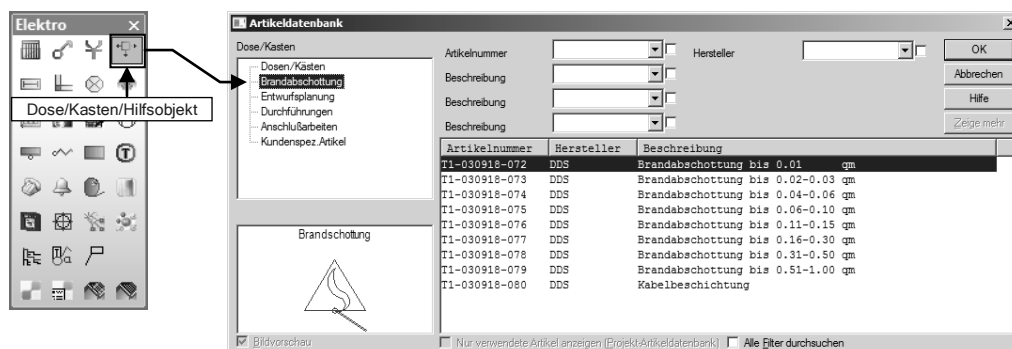 Elektro
Dose/Kasten/Hilfsobjekt
Artikeldatenbank
Dose/Kasten
Dosen/Kästen
Brandabschottung
Entwurfsplanung
Durchführungen
Anschlußarbeiten
Kundenspez.Artikel
Artikelnummer
Hersteller
Beschreibung
Beschreibung
Beschreibung
OK
Abbrechen
Hilfe
Zeige mehr
Artikelnummer Hersteller Beschreibung
T1-030918-072 DDS Brandabschottung bis 0.01 qm
T1-030918-073 DDS Brandabschottung bis 0.02-0.03 qm
T1-030918-074 DDS Brandabschottung bis 0.04-0.06 qm
T1-030918-075 DDS Brandabschottung bis 0.06-0.10 qm
T1-030918-076 DDS Brandabschottung bis 0.11-0.15 qm
T1-030918-077 DDS Brandabschottung bis 0.16-0.30 qm
T1-030918-078 DDS Brandabschottung bis 0.31-0.50 qm
T1-030918-079 DDS Brandabschottung bis 0.51-1.00 qm
T1-030918-080 DDS Kabelbeschichtung
Brandschottung
Bildvorschau
Nur verwendete Artikel anzeigen (Projekt-Artikeldatenbank)
Alle Filter durchsuchen